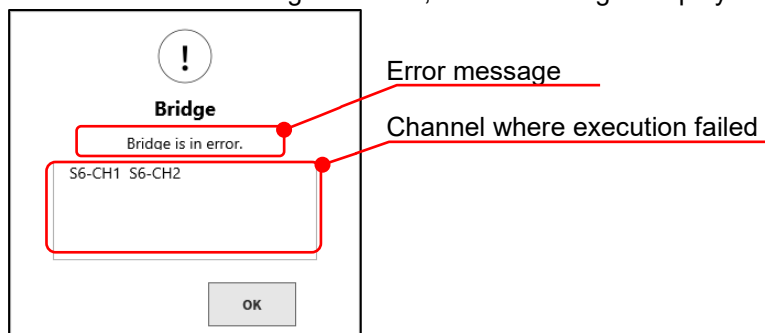 !
Error message
Bridge
Bridge is in error.
Channel where execution failed
S6-CH1 S6-CH2
OK